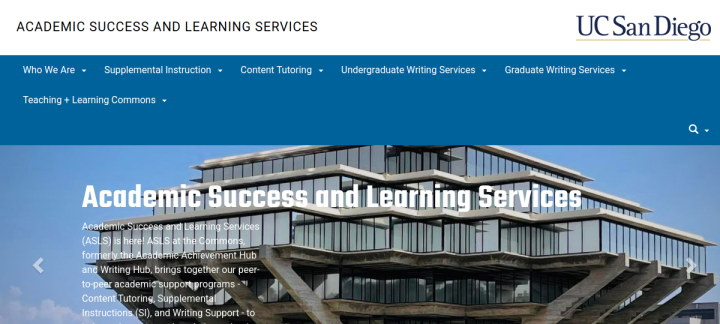 ACADEMIC SUCCESS AND LEARNING SERVICES
UC San Diego
Who We Are
Supplemental Instruction
Content Tutoring
Undergraduate Writing Services
Graduate Writing Services
Teaching + Learning Commons
Academic Success and Learning Services
Academic Success and Learning Services
(ASLS) is here! ASLS at the Commons,
formerly the Academic Achievement Hub
and Writing Hub, brings together our peer-
to-peer academic support programs -
Content Tutoring, Supplemental
Instructions (SI), and Writing Support - to